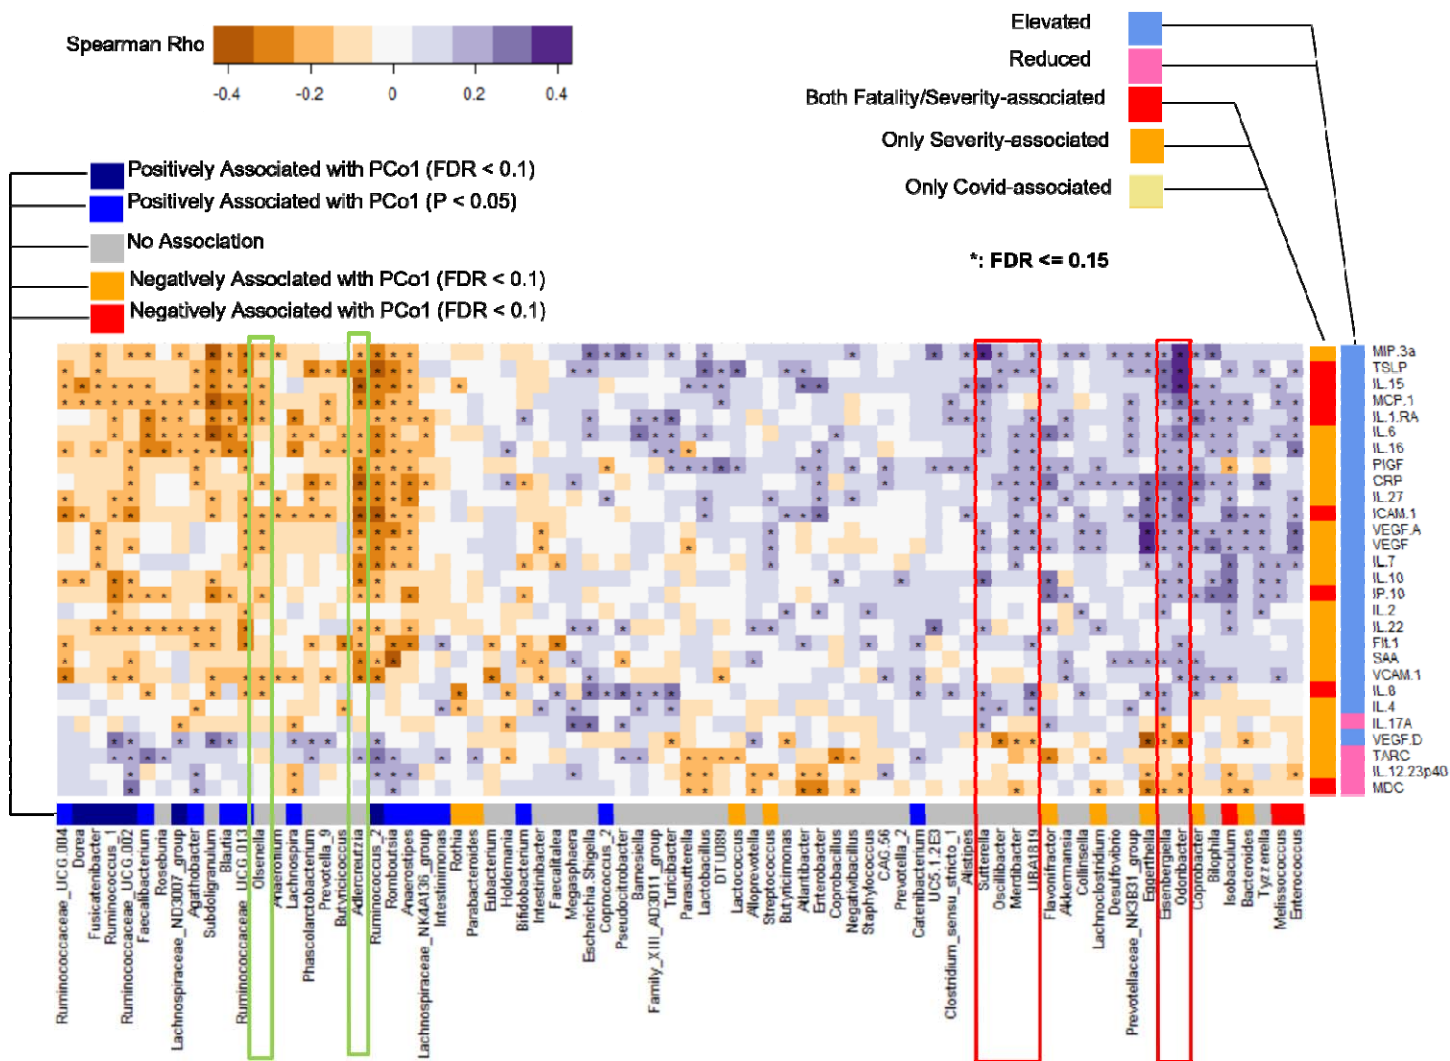 Spearman Rho
-0.4 -0.2 0 0.2 0.4
Elevated
Reduced
Both Fatality/Severity-associated
Only Severity-associated
Only Covid-associated
*: FDR <= 0.15
Positively Associated with PCo1 (FDR < 0.1)
Positively Associated with PCo1 (P < 0.05)
No Association
Negatively Associated with PCo1 (FDR < 0.1)
Negatively Associated with PCo1 (FDR < 0.1)
MIP.3a
TSLP
IL.15
MCP.1
IL.1.RA
IL.6
IL.16
PlGF
CRP
IL.27
ICAM.1
VEGF.A
VEGF
IL.7
IL.10
IP.10
IL.2
IL.22
Flt.1
SAA
VCAM.1
IL.8
IL.4
IL.17A
VEGF.D
TARC
IL.12.23p40
MDC
Ruminococcaceae_UCG.004
Dorea
Fusicatenibacter
Ruminococcus_1
Ruminococcaceae_UCG.002
Faecalibacterium
Roseburia
Lachnospiraceae_ND3007_group
Agathobacter
Subdoligranulum
Blautia
Ruminococcaceae_UCG.013
Olsenella
Anaerofilum
Lachnospira
Phascolarctobacterium
Prevotella_9
Butyricicoccus
Adlercreutzia
Ruminococcus_2
Romboutsia
Anaerostipes
Lachnospiraceae_NK4A136_group
Intestinimonas
Rothia
Parabacteroides
Eubacterium
Holdemania
Bifidobacterium
Intestinibacter
Faecalitalea
Megasphaera
Escherichia.Shigella
Coprococcus_2
Pseudocitrobacter
Barnesiella
Family_XIII_AD3011_group
Turicibacter
Parasutterella
Lactobacillus
DTU089
Lactococcus
Alloprevotella
Streptococcus
Butyricimonas
Atlantibacter
Enterobacter
Coprobacillus
Negativibacillus
Staphylococcus
CAG.56
Prevotella_2
Catenibacterium
UC5.1.2E3
Clostridium_sensu_stricto_1
Alistipes
Sutterella
Oscillibacter
Merdibacter
UBA1819
Flavonifractor
Akkermansia
Collinsella
Lachnoclostridium
Desulfovibrio
Prevotellaceae_NK3B31_group
Eggerthella
Eisenbergiella
Odoribacter
Coprobacter
Bilophila
Isobaculum
Bacteroides
Tyzzerella
Melissococcus
Enterococcus